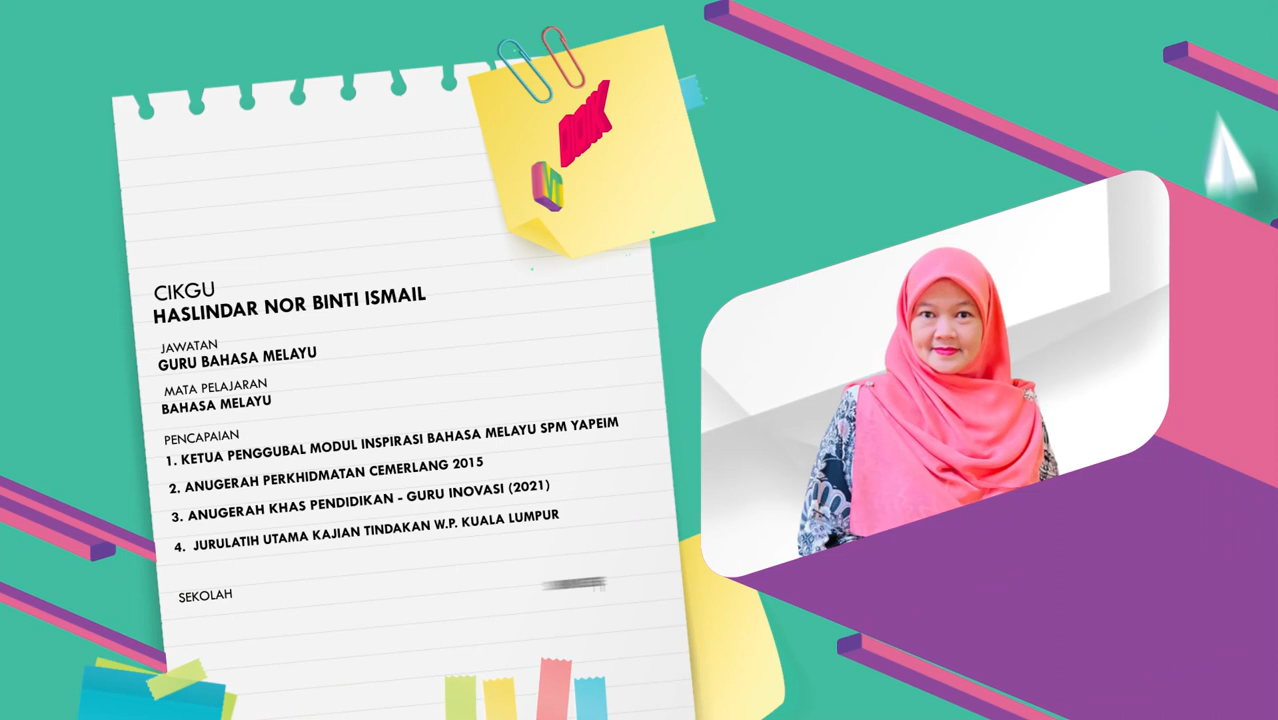 DIDIK
TV
CIKGU
HASLINDAR NOR BINTI ISMAIL
JAWATAN
GURU BAHASA MELAYU
MATA PELAJARAN
BAHASA MELAYU
PENCAPAIAN
1. KETUA PENGGUBAL MODUL INSPIRASI BAHASA MELAYU SPM YAPEIM
2. ANUGERAH PERKHIDMATAN CEMERLANG 2015
3. ANUGERAH KHAS PENDIDIKAN - GURU INOVASI (2021)
4. JURULATIH UTAMA KAJIAN TINDAKAN W.P. KUALA LUMPUR
SEKOLAH